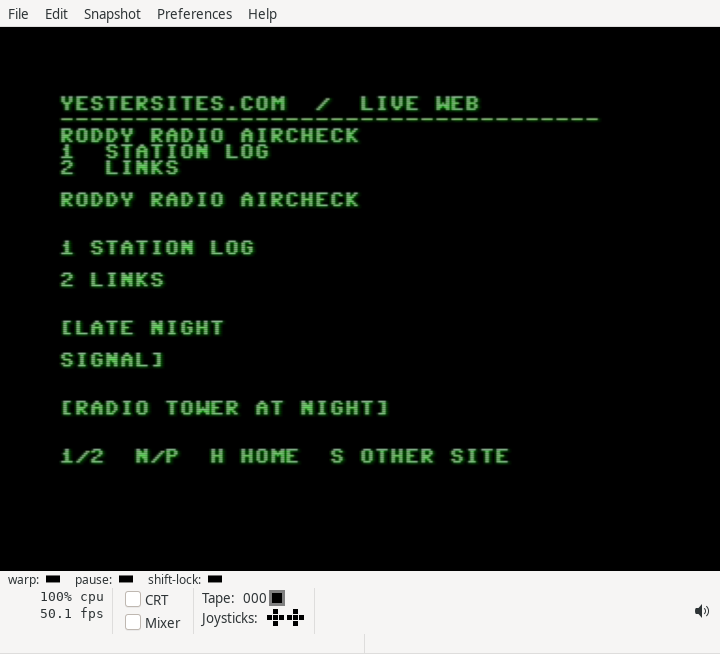 File Edit Snapshot Preferences Help
YESTERSITES.COM / LIVE WEB
------------------------------------
RODDY RADIO AIRCHECK
1 STATION LOG
2 LINKS
RODDY RADIO AIRCHECK
1 STATION LOG
2 LINKS
[LATE NIGHT
SIGNAL]
[RADIO TOWER AT NIGHT]
1/2 N/P H HOME S OTHER SITE
warp: pause: shift-lock:
100% cpu CRT Tape: 000
50.1 fps Mixer Joysticks: